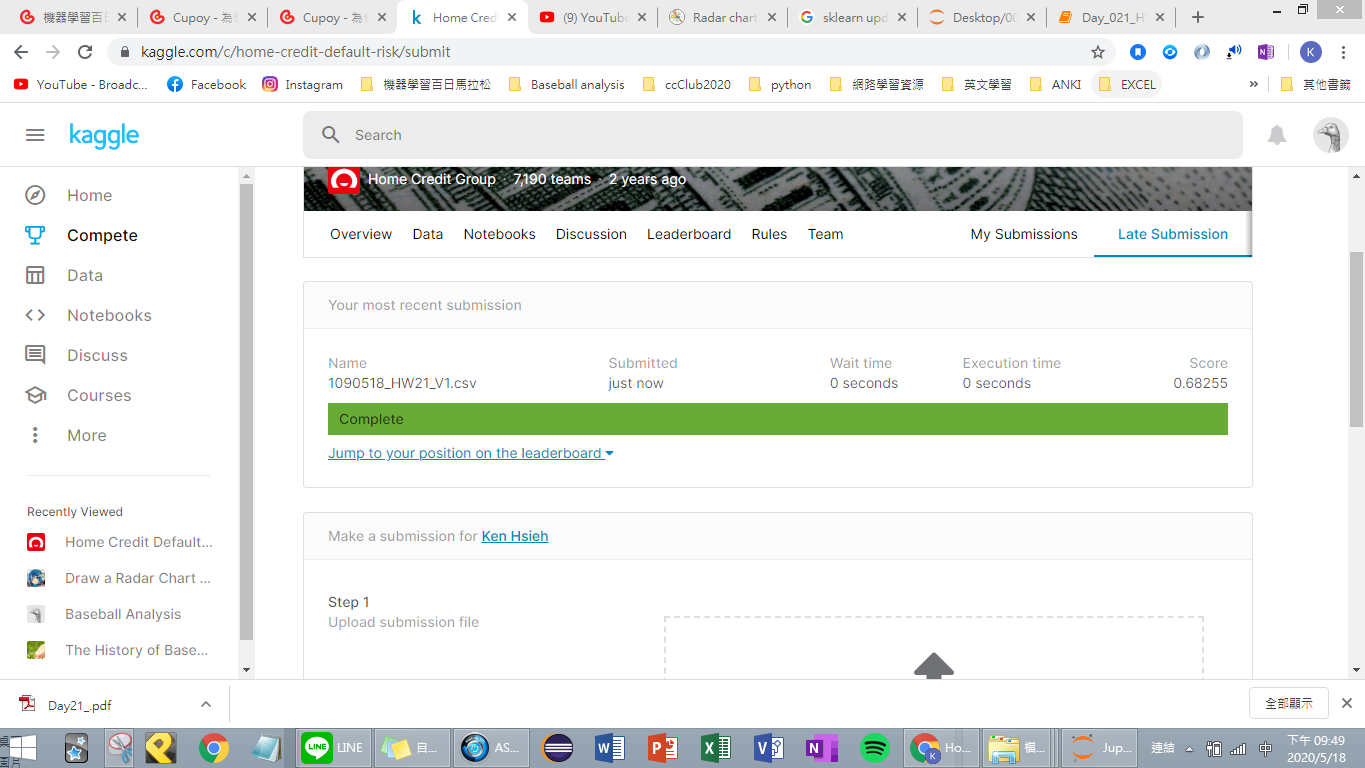 機器學習百日
Cupoy - 為什
Cupoy - 為什
Home Cred
(9) YouTube
Radar chart
sklearn upd
Desktop/00
Day_021_H
kaggle.com/c/home-credit-default-risk/submit
K
YouTube - Broadc...
Facebook
Instagram
機器學習百日馬拉松
Baseball analysis
ccClub2020
python
網路學習資源
英文學習
ANKI
EXCEL
»
其他書籤
kaggle
Search
Home
Compete
Data
Notebooks
Discuss
Courses
More
Recently Viewed
Home Credit Default...
Draw a Radar Chart ...
Baseball Analysis
The History of Base...
Home Credit Group · 7,190 teams · 2 years ago
Overview Data Notebooks Discussion Leaderboard Rules Team My Submissions Late Submission
Your most recent submission
Name Submitted Wait time Execution time Score
1090518_HW21_V1.csv just now 0 seconds 0 seconds 0.68255
Complete
Jump to your position on the leaderboard
Make a submission for Ken Hsieh
Step 1
Upload submission file
Day21_.pdf
全部顯示
LINE
自...
AS...
Ho...
檔...
Jup...
連結
中
下午 09:49
2020/5/18